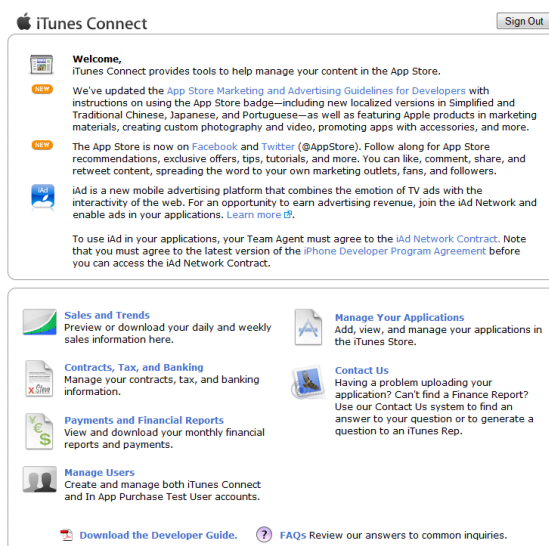 iTunes Connect
Sign Out
Welcome,
iTunes Connect provides tools to help manage your content in the App Store.
NEW
We've updated the App Store Marketing and Advertising Guidelines for Developers with
instructions on using the App Store badge—including new localized versions in Simplified and
Traditional Chinese, Japanese, and Portuguese—as well as featuring Apple products in marketing
materials, creating custom photography and video, promoting apps with accessories, and more.
NEW
The App Store is now on Facebook and Twitter (@AppStore). Follow along for App Store
recommendations, exclusive offers, tips, tutorials, and more. You can like, comment, share, and
retweet content, spreading the word to your own marketing outlets, fans, and followers.
iAd
iAd is a new mobile advertising platform that combines the emotion of TV ads with the
interactivity of the web. For an opportunity to earn advertising revenue, join the iAd Network and
enable ads in your applications. Learn more.
To use iAd in your applications, your Team Agent must agree to the iAd Network Contract. Note
that you must agree to the latest version of the iPhone Developer Program Agreement before
you can access the iAd Network Contract.
Sales and Trends
Preview or download your daily and weekly
sales information here.
Contracts, Tax, and Banking
Manage your contracts, tax, and banking
information.
X Steve
Payments and Financial Reports
View and download your monthly financial
reports and payments.
¥ € $
Manage Users
Create and manage both iTunes Connect
and In App Purchase Test User accounts.
Manage Your Applications
Add, view, and manage your applications in
the iTunes Store.
Contact Us
Having a problem uploading your
application? Can't find a Finance Report?
Use our Contact Us system to find an
answer to your question or to generate a
question to an iTunes Rep.
Download the Developer Guide.
? FAQs Review our answers to common inquiries.